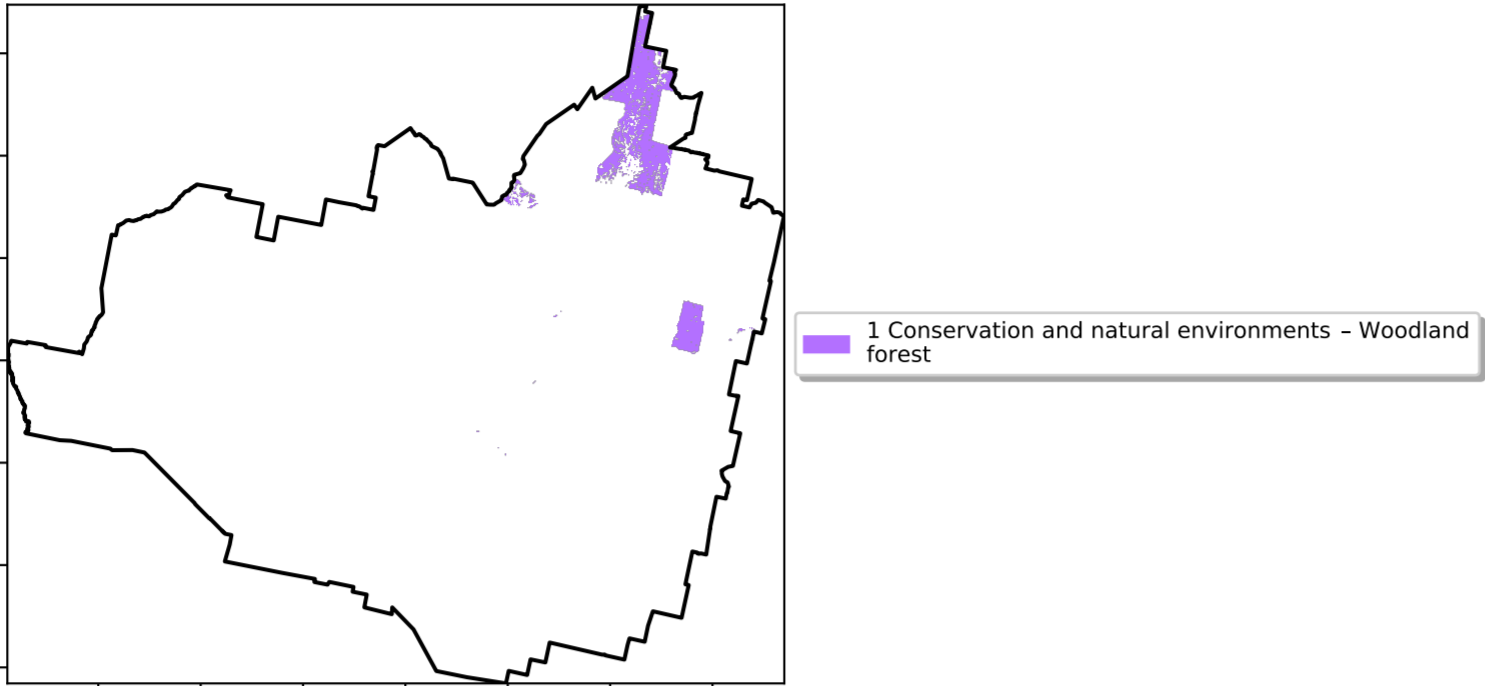 1 Conservation and natural environments – Woodland
forest